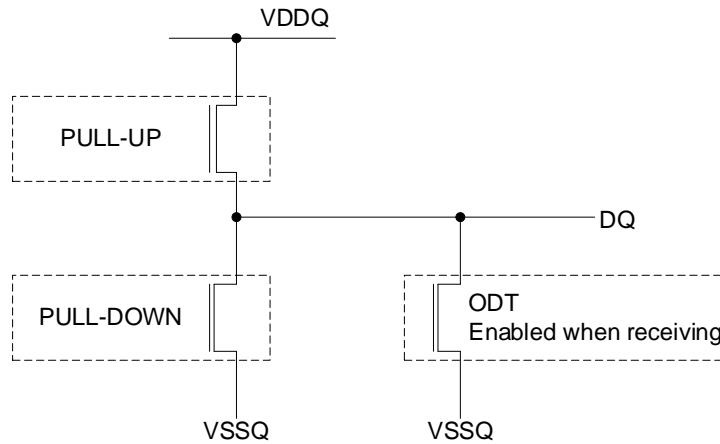 VDDQ
PULL-UP
DQ
PULL-DOWN
ODT
Enabled when receiving
VSSQ
VSSQ